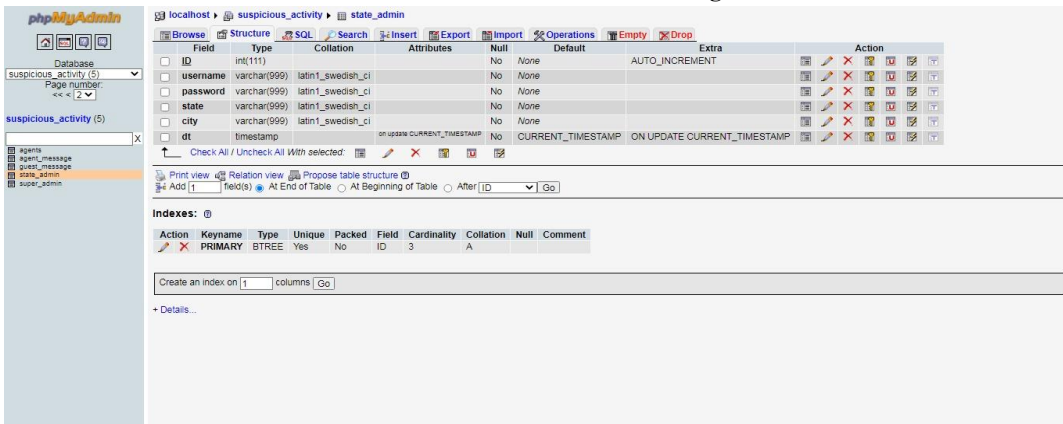 phpMyAdmin
Database
suspicious_activity (5)
Page number:
<< < 2
suspicious_activity (5)
X
agents
agent_message
guest_message
state_admin
super_admin
localhost ▸ suspicious_activity ▸ state_admin
Browse Structure SQL Search Insert Export Import Operations Empty Drop
Field Type Collation Attributes Null Default Extra Action
ID int(111) No None AUTO_INCREMENT
username varchar(999) latin1_swedish_ci No None
password varchar(999) latin1_swedish_ci No None
state varchar(999) latin1_swedish_ci No None
city varchar(999) latin1_swedish_ci No None
dt timestamp on update CURRENT_TIMESTAMP No CURRENT_TIMESTAMP ON UPDATE CURRENT_TIMESTAMP
Check All / Uncheck All With selected:
Print view Relation view Propose table structure
Add 1 field(s) At End of Table At Beginning of Table After ID Go
Indexes:
Action Keyname Type Unique Packed Field Cardinality Collation Null Comment
PRIMARY BTREE Yes No ID 3 A
Create an index on 1 columns Go
+ Details...